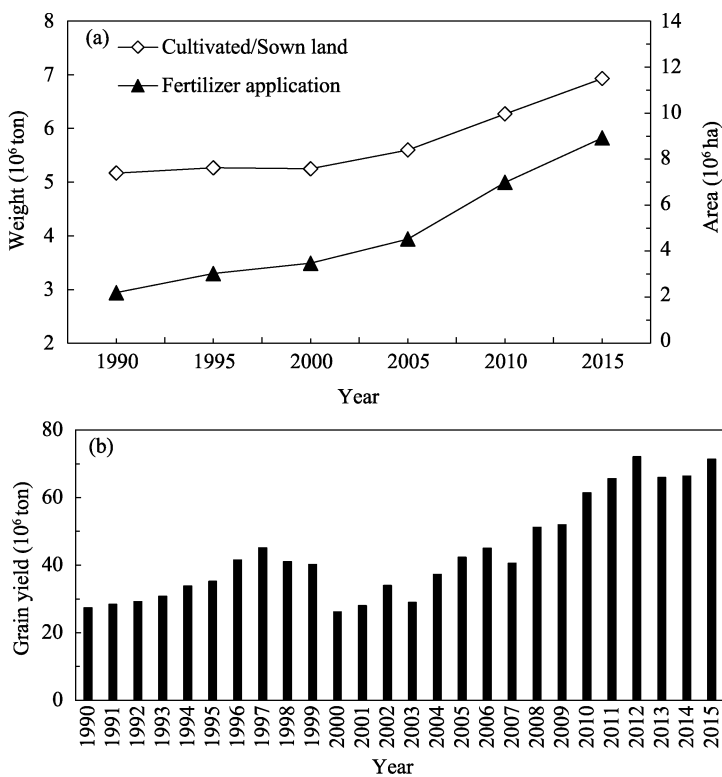 (a)
Cultivated/Sown land
Fertilizer application
Weight (10⁶ ton)
8
7
6
5
4
3
2
Area (10⁶ ha)
14
12
10
8
6
4
2
0
1990 1995 2000 2005 2010 2015
Year
(b)
Grain yield (10⁶ ton)
80
60
40
20
0
1990 1991 1992 1993 1994 1995 1996 1997 1998 1999 2000 2001 2002 2003 2004 2005 2006 2007 2008 2009 2010 2011 2012 2013 2014 2015
Year